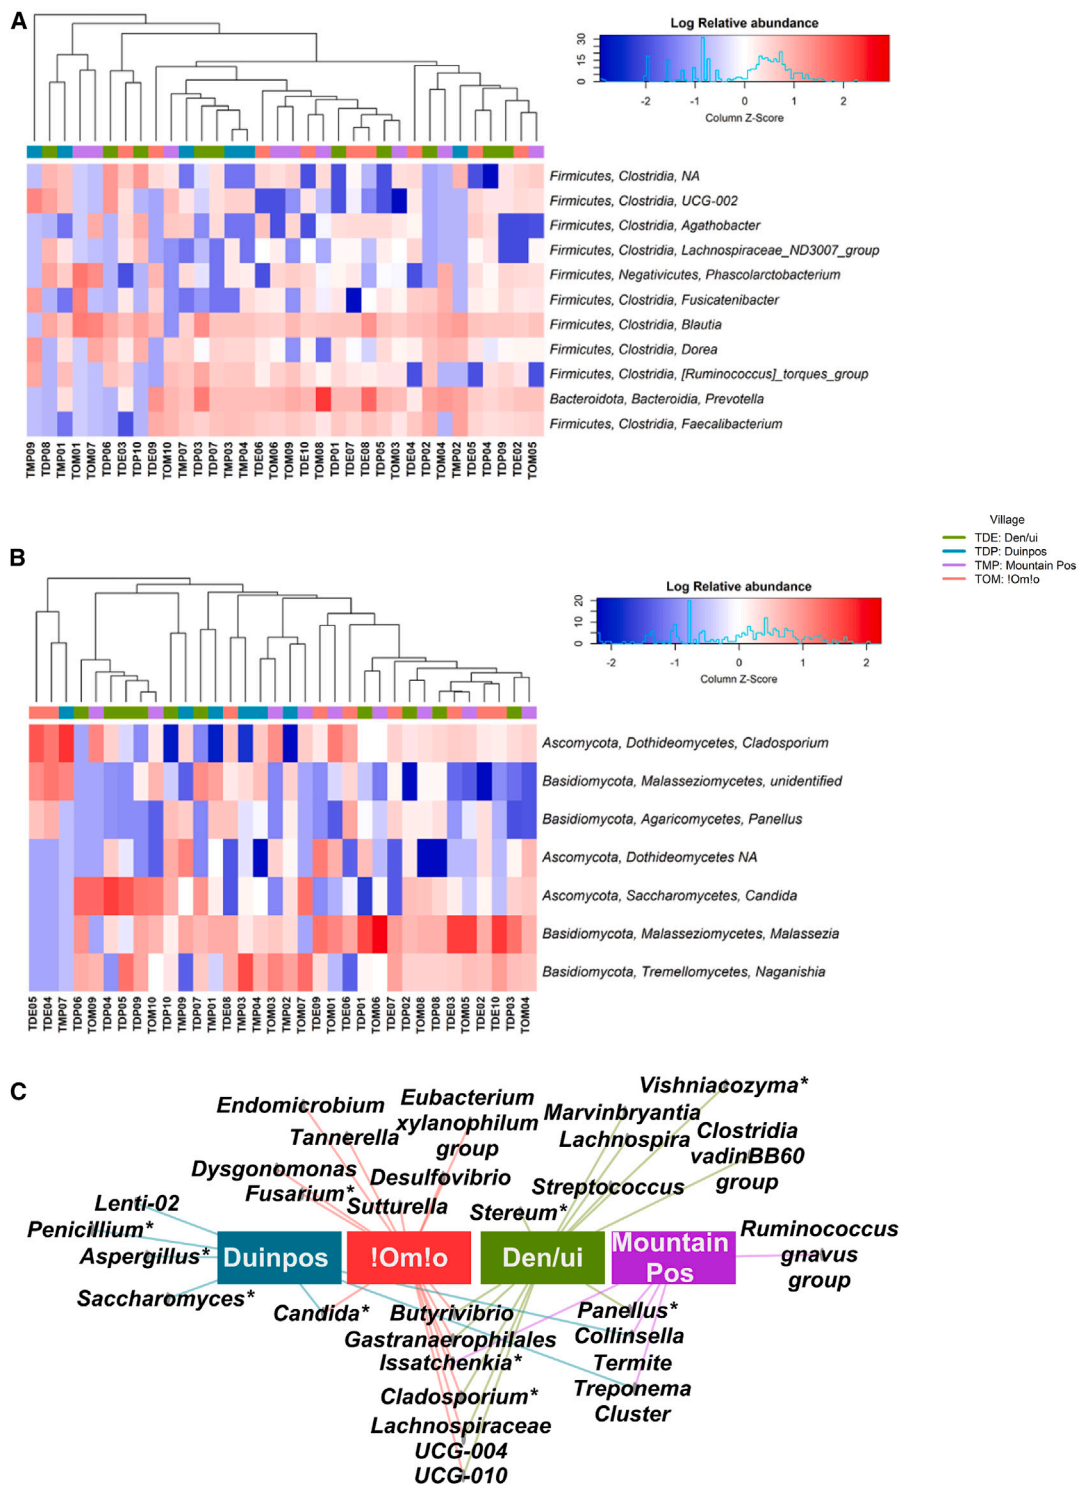 A
Log Relative abundance
30
15
0
-2 -1 0 1 2
Column Z-Score
Firmicutes, Clostridia, NA
Firmicutes, Clostridia, UCG-002
Firmicutes, Clostridia, Agathobacter
Firmicutes, Clostridia, Lachnospiraceae_ND3007_group
Firmicutes, Negativicutes, Phascolarctobacterium
Firmicutes, Clostridia, Fusicatenibacter
Firmicutes, Clostridia, Blautia
Firmicutes, Clostridia, Dorea
Firmicutes, Clostridia, [Ruminococcus]_torques_group
Bacteroidota, Bacteroidia, Prevotella
Firmicutes, Clostridia, Faecalibacterium
TMP09 TDP08 TMP01 TOM01 TOM07 TDP06 TDE03 TDP10 TDE09 TOM10 TMP07 TDP03 TDP07 TMP03 TMP04 TDE06 TOM06 TOM09 TDE10 TOM08 TDP01 TDE07 TDE08 TDP05 TOM03 TDE04 TDP02 TOM04 TMP02 TDE05 TDP04 TDP09 TDE02 TOM05
Village
TDE: Den/ui
TDP: Duinpos
TMP: Mountain Pos
TOM: !Om!o
B
Log Relative abundance
20
10
0
-2 -1 0 1 2
Column Z-Score
Ascomycota, Dothideomycetes, Cladosporium
Basidiomycota, Malasseziomycetes, unidentified
Basidiomycota, Agaricomycetes, Panellus
Ascomycota, Dothideomycetes NA
Ascomycota, Saccharomycetes, Candida
Basidiomycota, Malasseziomycetes, Malassezia
Basidiomycota, Tremellomycetes, Naganishia
TDE05 TDE04 TMP07 TDP06 TOM09 TDP04 TDP05 TDP09 TOM10 TDP10 TMP09 TDP07 TMP01 TDE08 TMP03 TMP04 TOM03 TMP02 TOM07 TDE09 TOM01 TDE06 TDP01 TOM06 TDE07 TDP02 TOM08 TDP08 TDE03 TOM05 TDE02 TDE10 TDP03 TOM04
C
Vishniacozyma*
Endomicrobium
Eubacterium
xylanophilum
group
Marvinbryantia
Tannerella
Lachnospira
Clostridia
vadinBB60
group
Dysgonomonas
Desulfovibrio
Fusarium*
Streptococcus
Lenti-02
Sutturella
Stereum*
Penicillium*
Aspergillus*
Duinpos
!Om!o
Den/ui
Mountain
Pos
Ruminococcus
gnavus
group
Saccharomyces*
Candida*
Butyrivibrio
Panellus*
Gastranaerophilales
Collinsella
Issatchenkia*
Termite
Treponema
Cluster
Cladosporium*
Lachnospiraceae
UCG-004
UCG-010